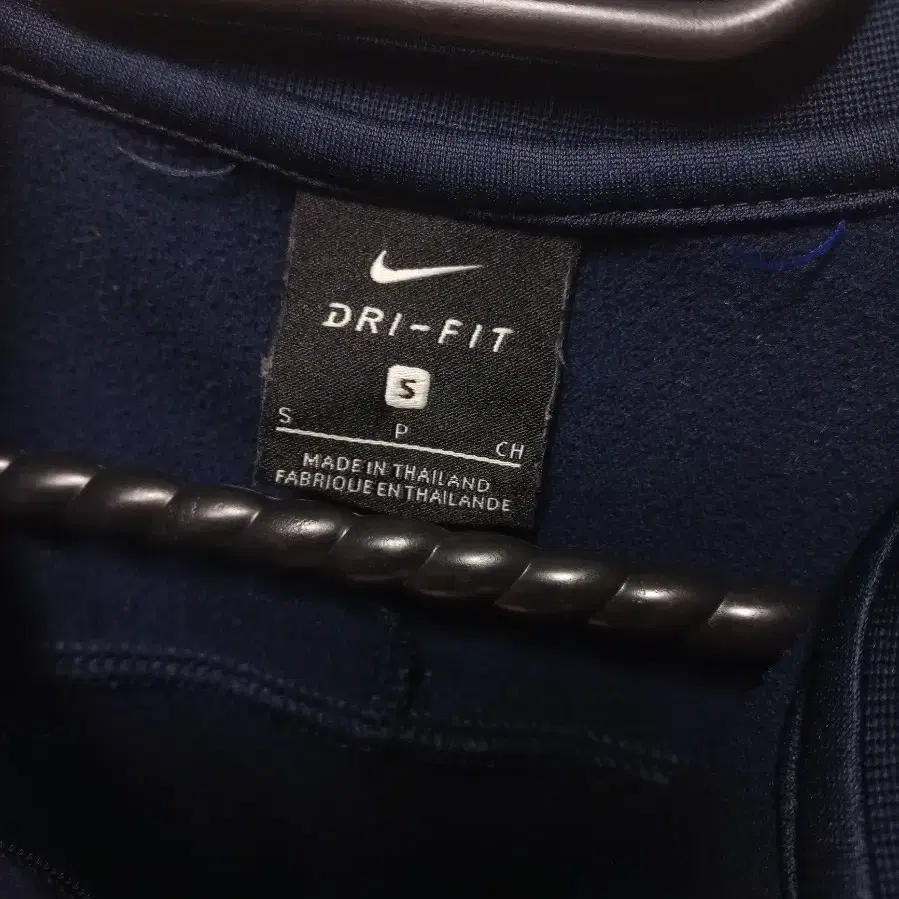 DRI-FIT
S
S P CH
MADE IN THAILAND
FABRIQUE EN THAILANDE